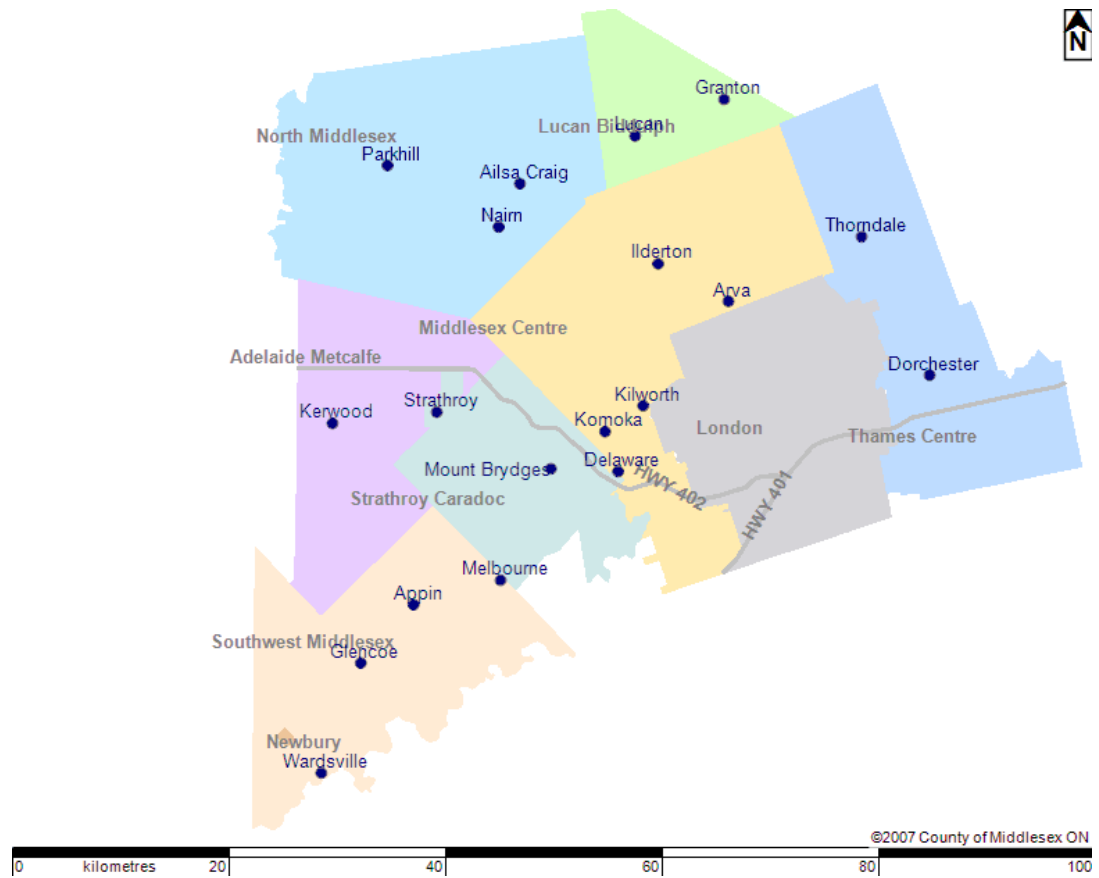 N
Granton
Lucan Biddulph
Lucan
North Middlesex
Parkhill
Ailsa Craig
Nairn
Thorndale
Ilderton
Arva
Middlesex Centre
Adelaide Metcalfe
Dorchester
Kilworth
Strathroy
Kerwood
Komoka
London
Thames Centre
Delaware
Mount Brydges
HWY 402
HWY 401
Strathroy Caradoc
Melbourne
Appin
Southwest Middlesex
Glencoe
Newbury
Wardsville
©2007 County of Middlesex ON
0 kilometres 20 40 60 80 100